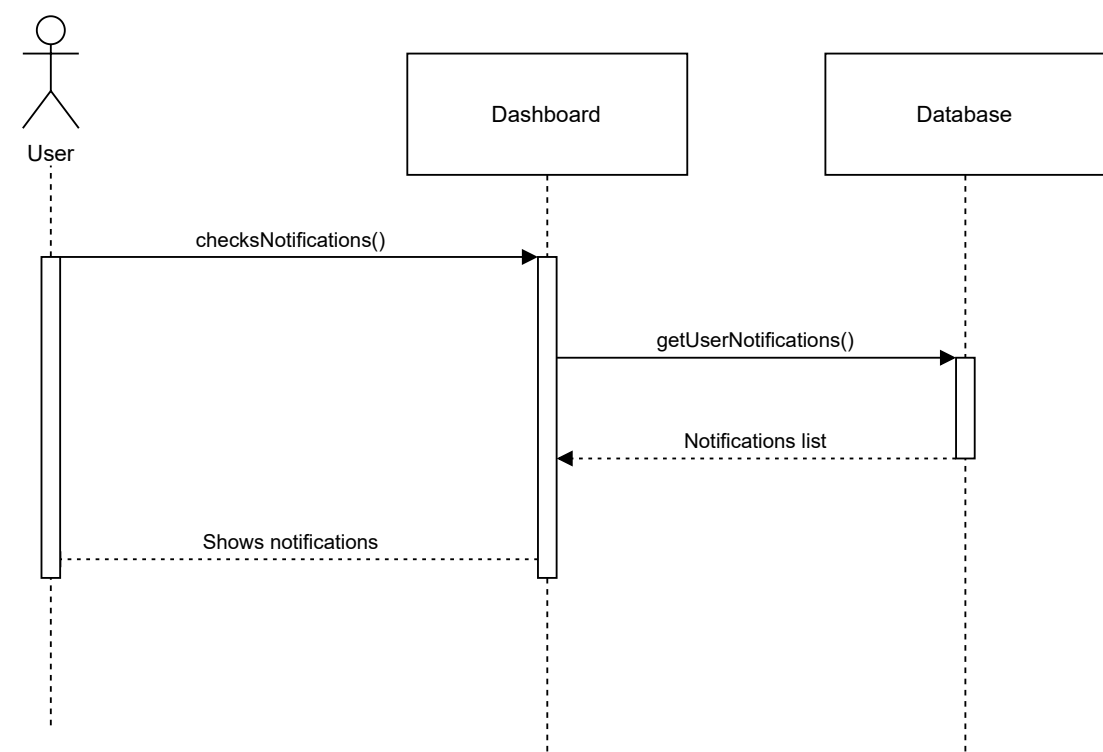 User
Dashboard
Database
checksNotifications()
getUserNotifications()
Notifications list
Shows notifications